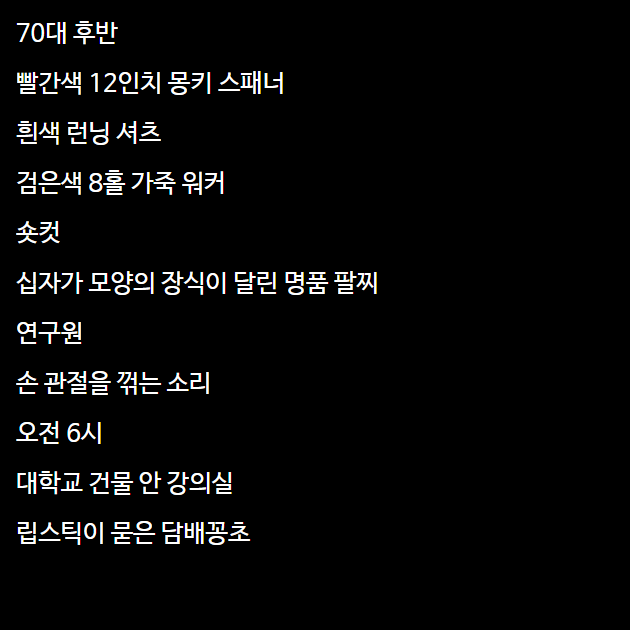 70대 후반
빨간색 12인치 몽키 스패너
흰색 런닝 셔츠
검은색 8홀 가죽 워커
숏컷
십자가 모양의 장식이 달린 명품 팔찌
연구원
손 관절을 꺾는 소리
오전 6시
대학교 건물 안 강의실
립스틱이 묻은 담배꽁초